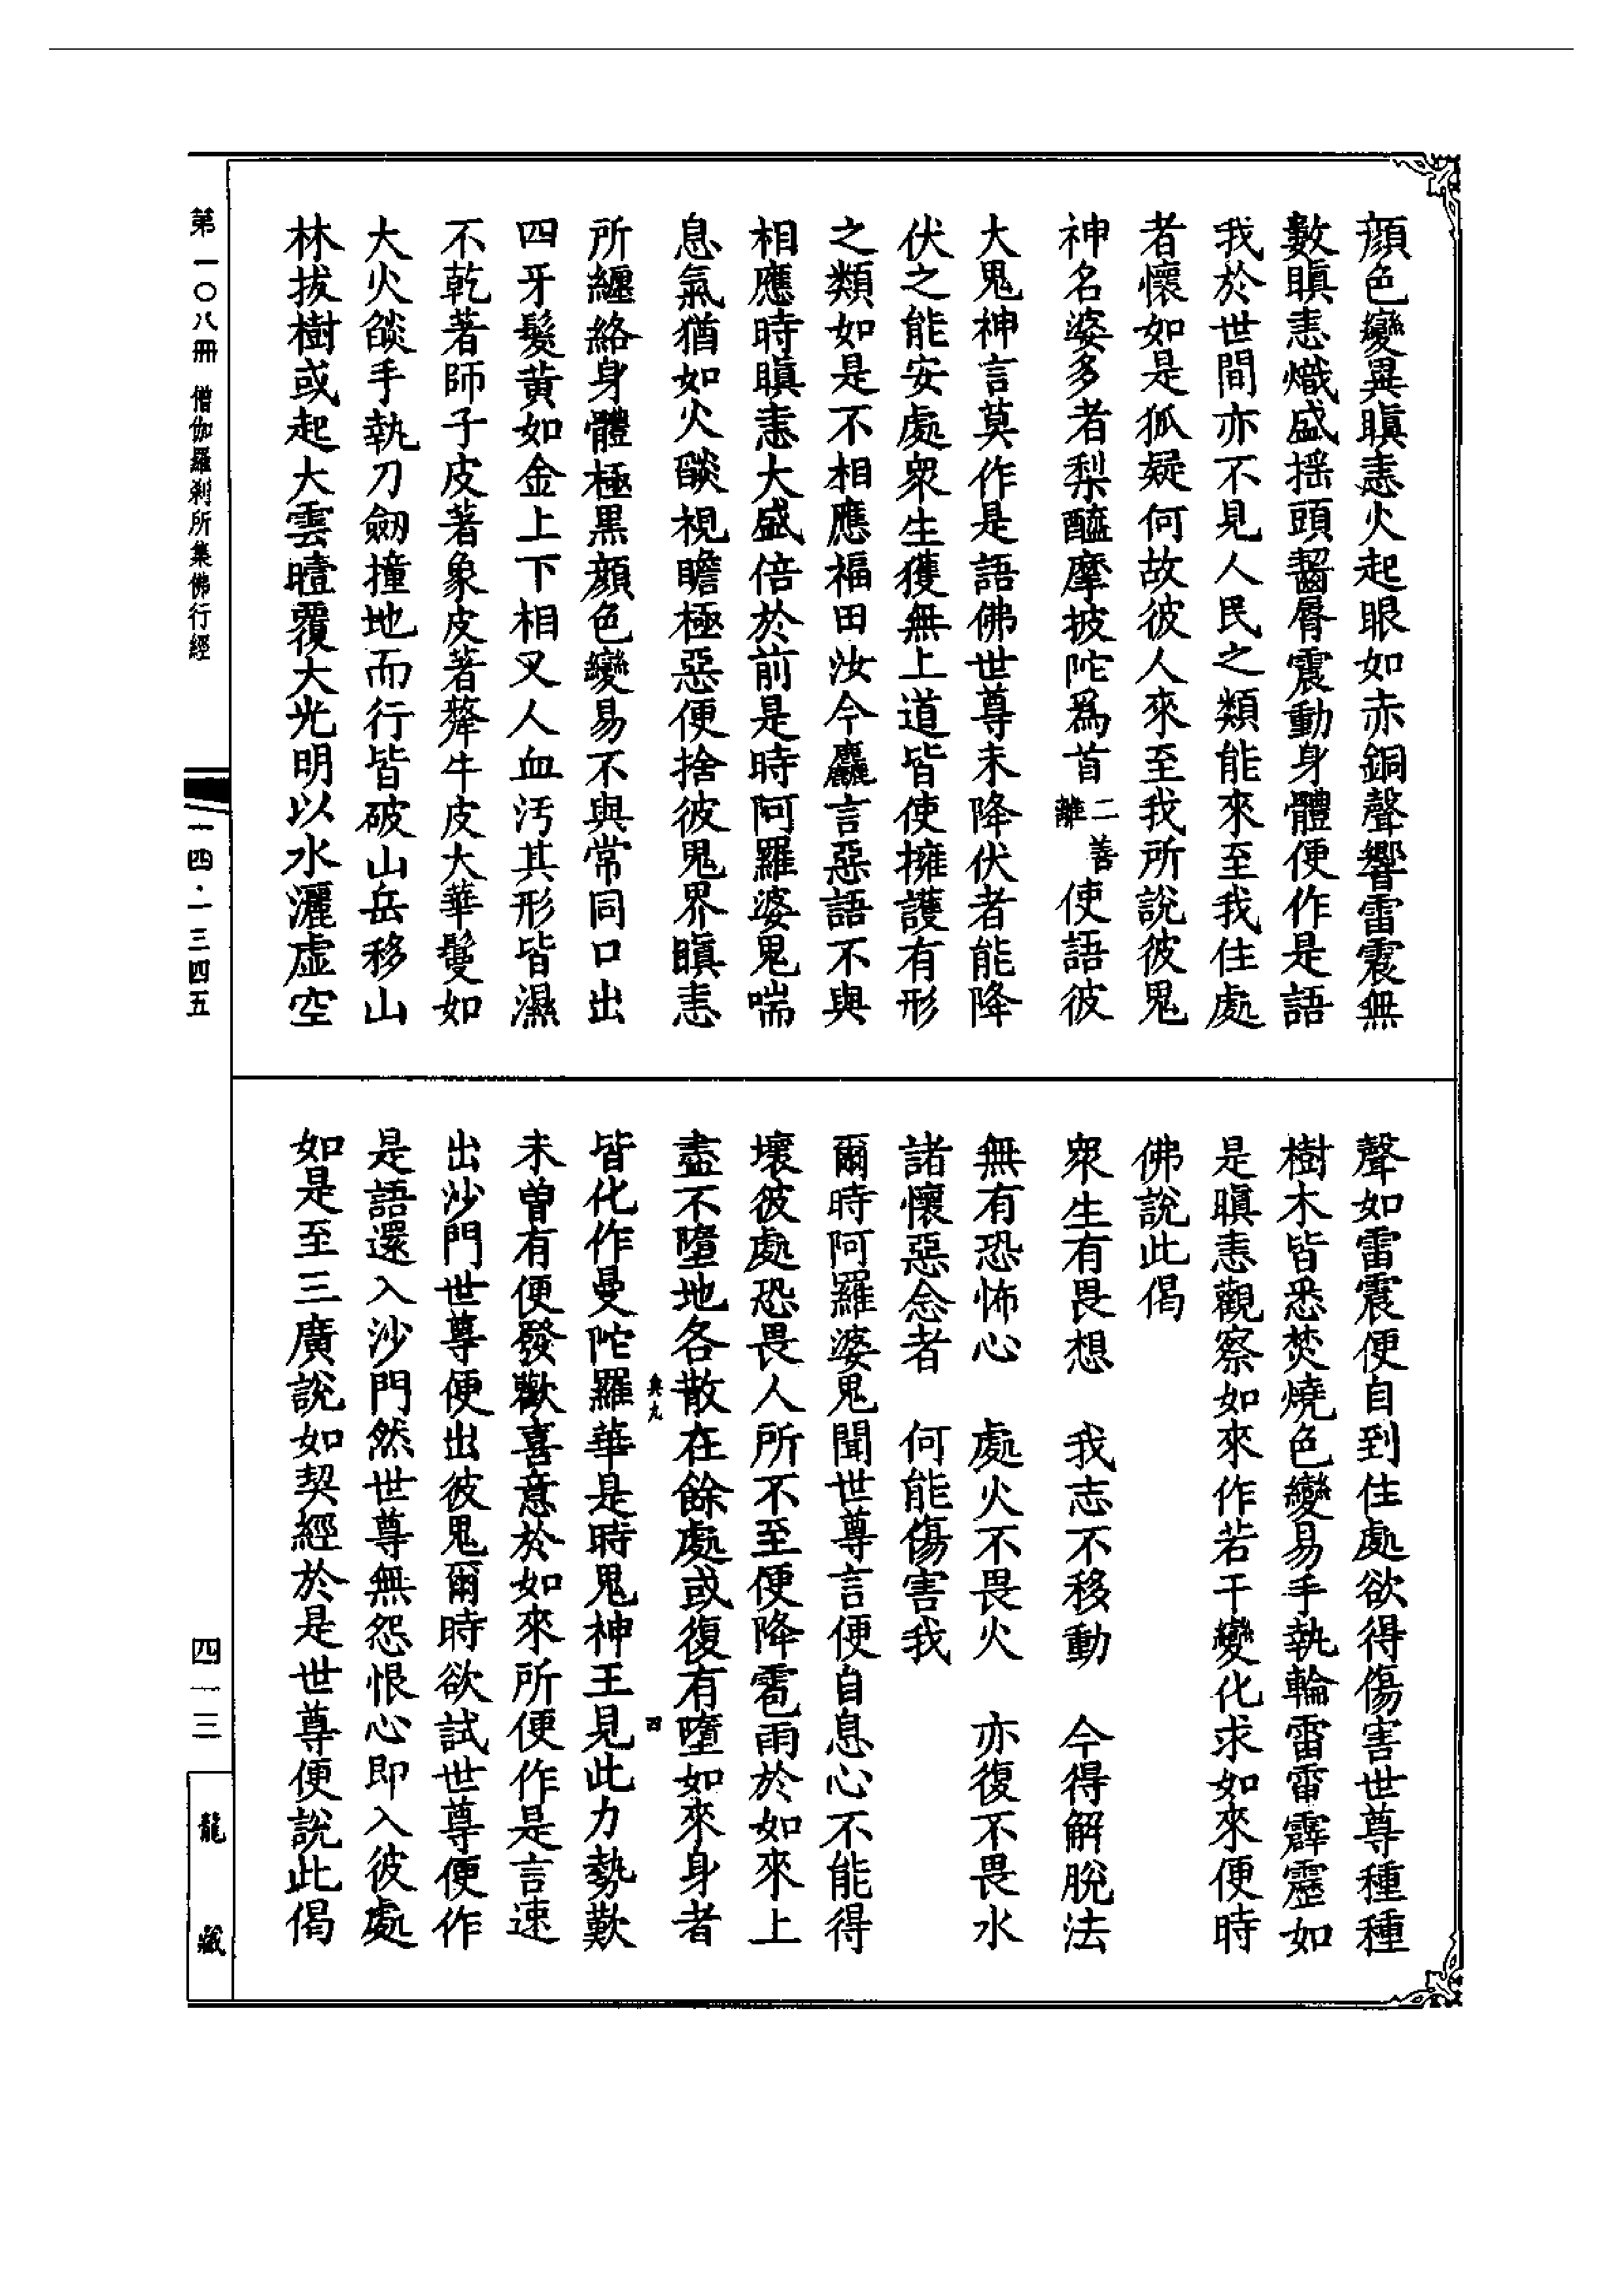 顏色變異瞋恚火起眼如赤銅聲響雷震無
數瞋恚熾盛搖頭齧脣震動身體便作是語
我於世間亦不見人民之類能來至我住處
者懷如是狐疑何故彼人來至我所說彼鬼
神名婆多耆梨醯摩披陀為首二善離使語彼
大鬼神言莫作是語佛世尊未降伏者能降
伏之能安處眾生獲無上道皆使擁護有形
之類如是不相應福田汝今麤言惡語不與
相應時瞋恚大盛倍於前是時阿羅婆鬼喘
息氣猶如火燄視瞻極惡便捨彼鬼界瞋恚
所纏絡身體極黑顏色變易不與常同口出
四牙髮黃如金上下相叉人血污其形皆濕
不乾著師子皮著象皮著犛牛皮大華鬘如
大火燄手執刀劒撞地而行皆破山岳移山
林拔樹或起大雲曀覆大光明以水灑虛空
聲如雷震便自到住處欲得傷害世尊種種
樹木皆悉焚燒色變易手執輪雷電霹靂如
是瞋恚觀察如來作若干變化求如來便時
佛說此偈
眾生有畏想　我志不移動　今得解脫法
無有恐怖心　處火不畏火　亦復不畏水
諸懷惡念者　何能傷害我
爾時阿羅婆鬼聞世尊言便自息心不能得
壞彼處恐畏人所不至便降雹雨於如來上
盡不墮地各散在餘處或復有墮如來身者
典九　四
皆化作曼陀羅華是時鬼神王見此力勢歎
未曾有便發歡喜意於如來所便作是言速
出沙門世尊便出彼鬼爾時欲試世尊便作
是語還入沙門然世尊無怨恨心即入彼處
如是至三廣說如契經於是世尊便說此偈
第一〇八冊　僧伽羅剎所集佛行經
一四·一三四五
四一三
龍藏